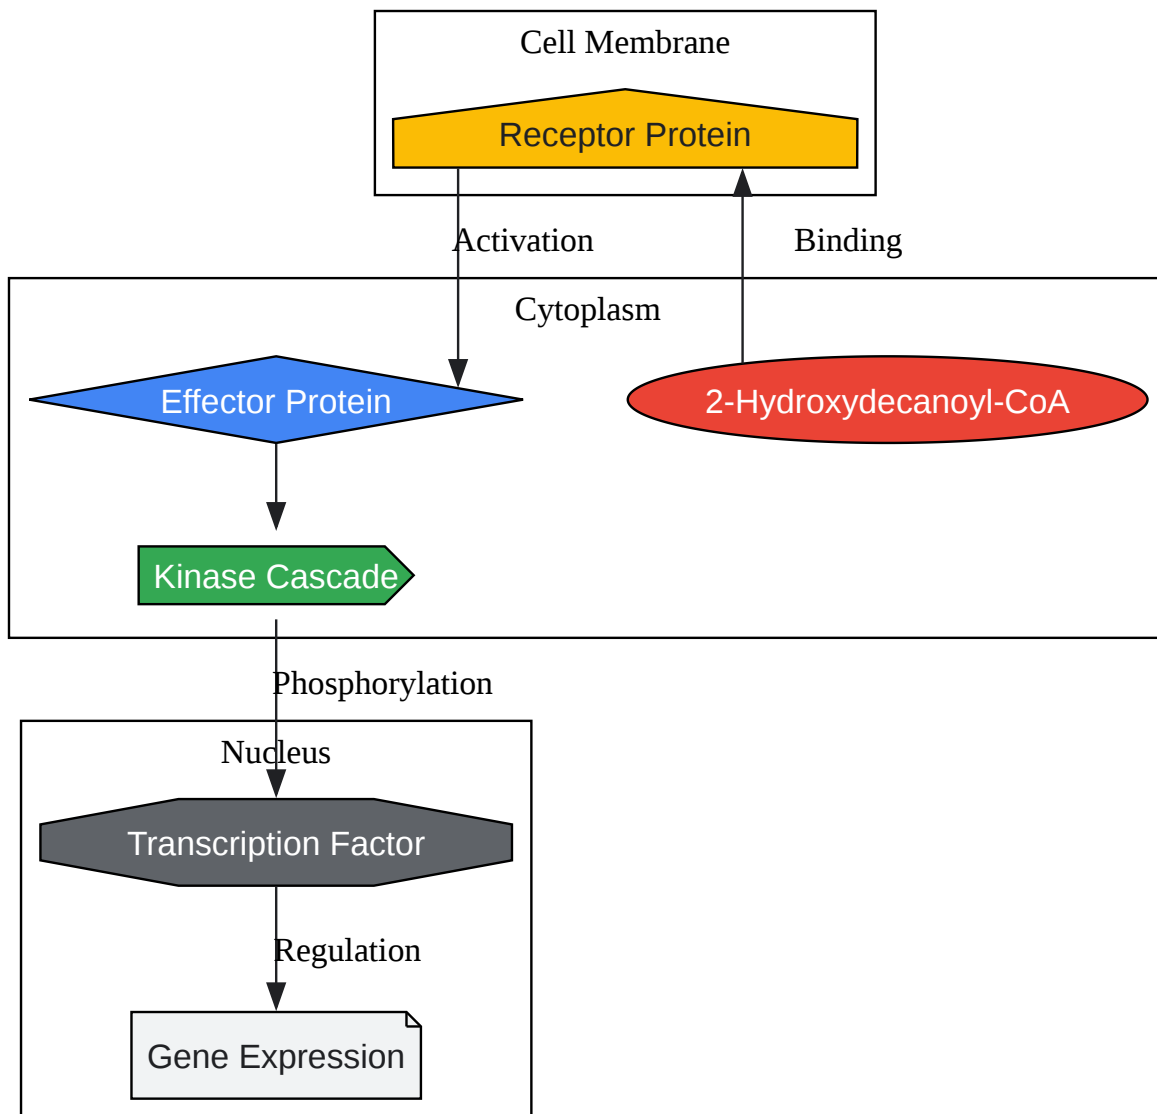 Cell Membrane
Receptor Protein
Activation
Binding
Cytoplasm
Effector Protein
2-Hydroxydecanoyl-CoA
Kinase Cascade
Phosphorylation
Nucleus
Transcription Factor
Regulation
Gene Expression